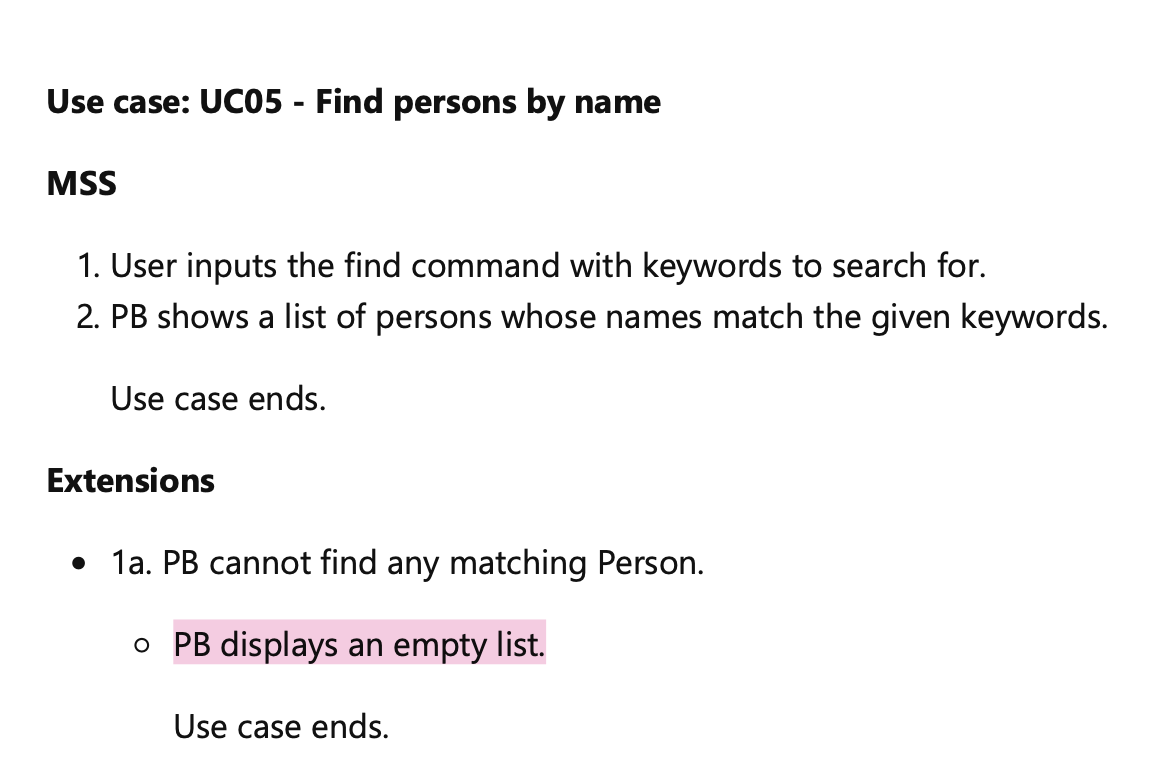 Use case: UC05 - Find persons by name
MSS
1. User inputs the find command with keywords to search for.
2. PB shows a list of persons whose names match the given keywords.
Use case ends.
Extensions
• 1a. PB cannot find any matching Person.
○ PB displays an empty list.
Use case ends.